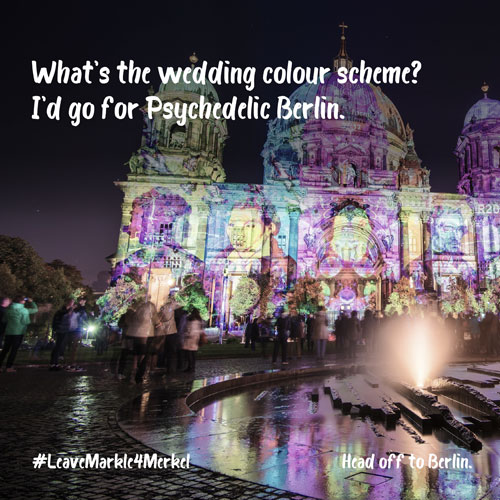 What's the wedding colour scheme?
I'd go for Psychedelic Berlin.
#LeaveMarkle4Merkel
Head off to Berlin.